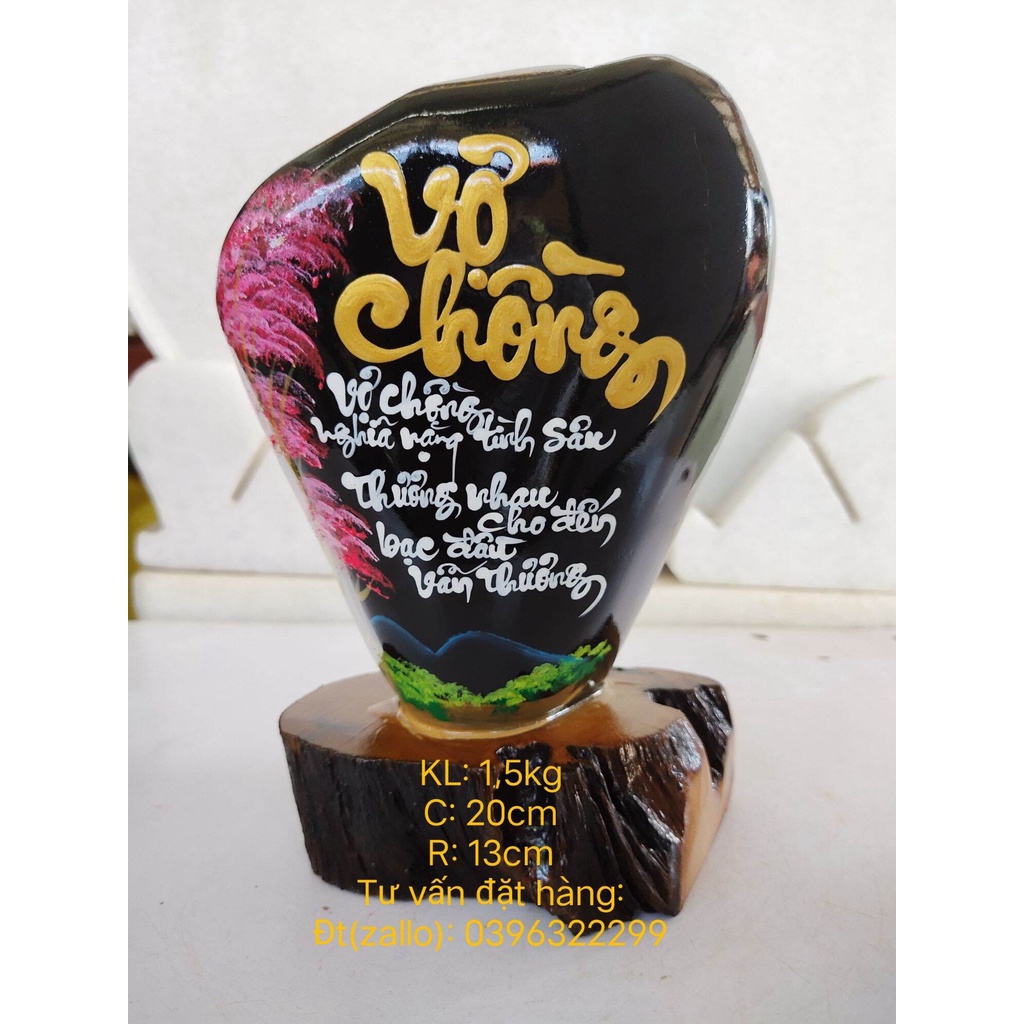 Vợ
Chồng
Vợ chồng
nghĩa nặng tình sâu
Thương nhau
cho đến
bạc đầu
vẫn thương
KL: 1,5kg
C: 20cm
R: 13cm
Tư vấn đặt hàng:
Đt(zallo): 0396322299